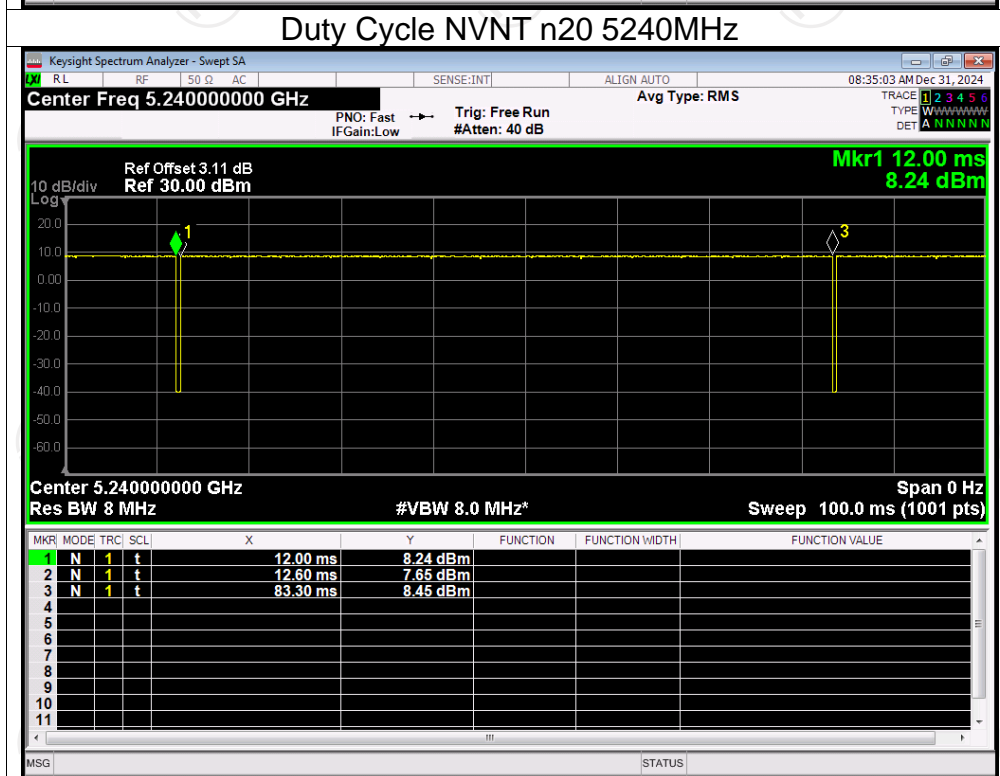 Duty Cycle NVNT n20 5240MHz
Keysight Spectrum Analyzer - Swept SA
LXI RL RF 50 Ω AC SENSE:INT ALIGN AUTO 08:35:03 AM Dec 31, 2024
Center Freq 5.240000000 GHz Avg Type: RMS TRACE 1 2 3 4 5 6
PNO: Fast Trig: Free Run TYPE WWWWWW
IFGain:Low #Atten: 40 dB DET A N N N N N
Mkr1 12.00 ms
Ref Offset 3.11 dB
10 dB/div Ref 30.00 dBm 8.24 dBm
Log
20.0
1 3
10.0
0.00
-10.0
-20.0
-30.0
-40.0
-50.0
-60.0
Center 5.240000000 GHz Span 0 Hz
Res BW 8 MHz #VBW 8.0 MHz* Sweep 100.0 ms (1001 pts)
MKR MODE TRC SCL X Y FUNCTION FUNCTION WIDTH FUNCTION VALUE
1 N 1 t 12.00 ms 8.24 dBm
2 N 1 t 12.60 ms 7.65 dBm
3 N 1 t 83.30 ms 8.45 dBm
4
5
6
7
8
9
10
11
MSG STATUS